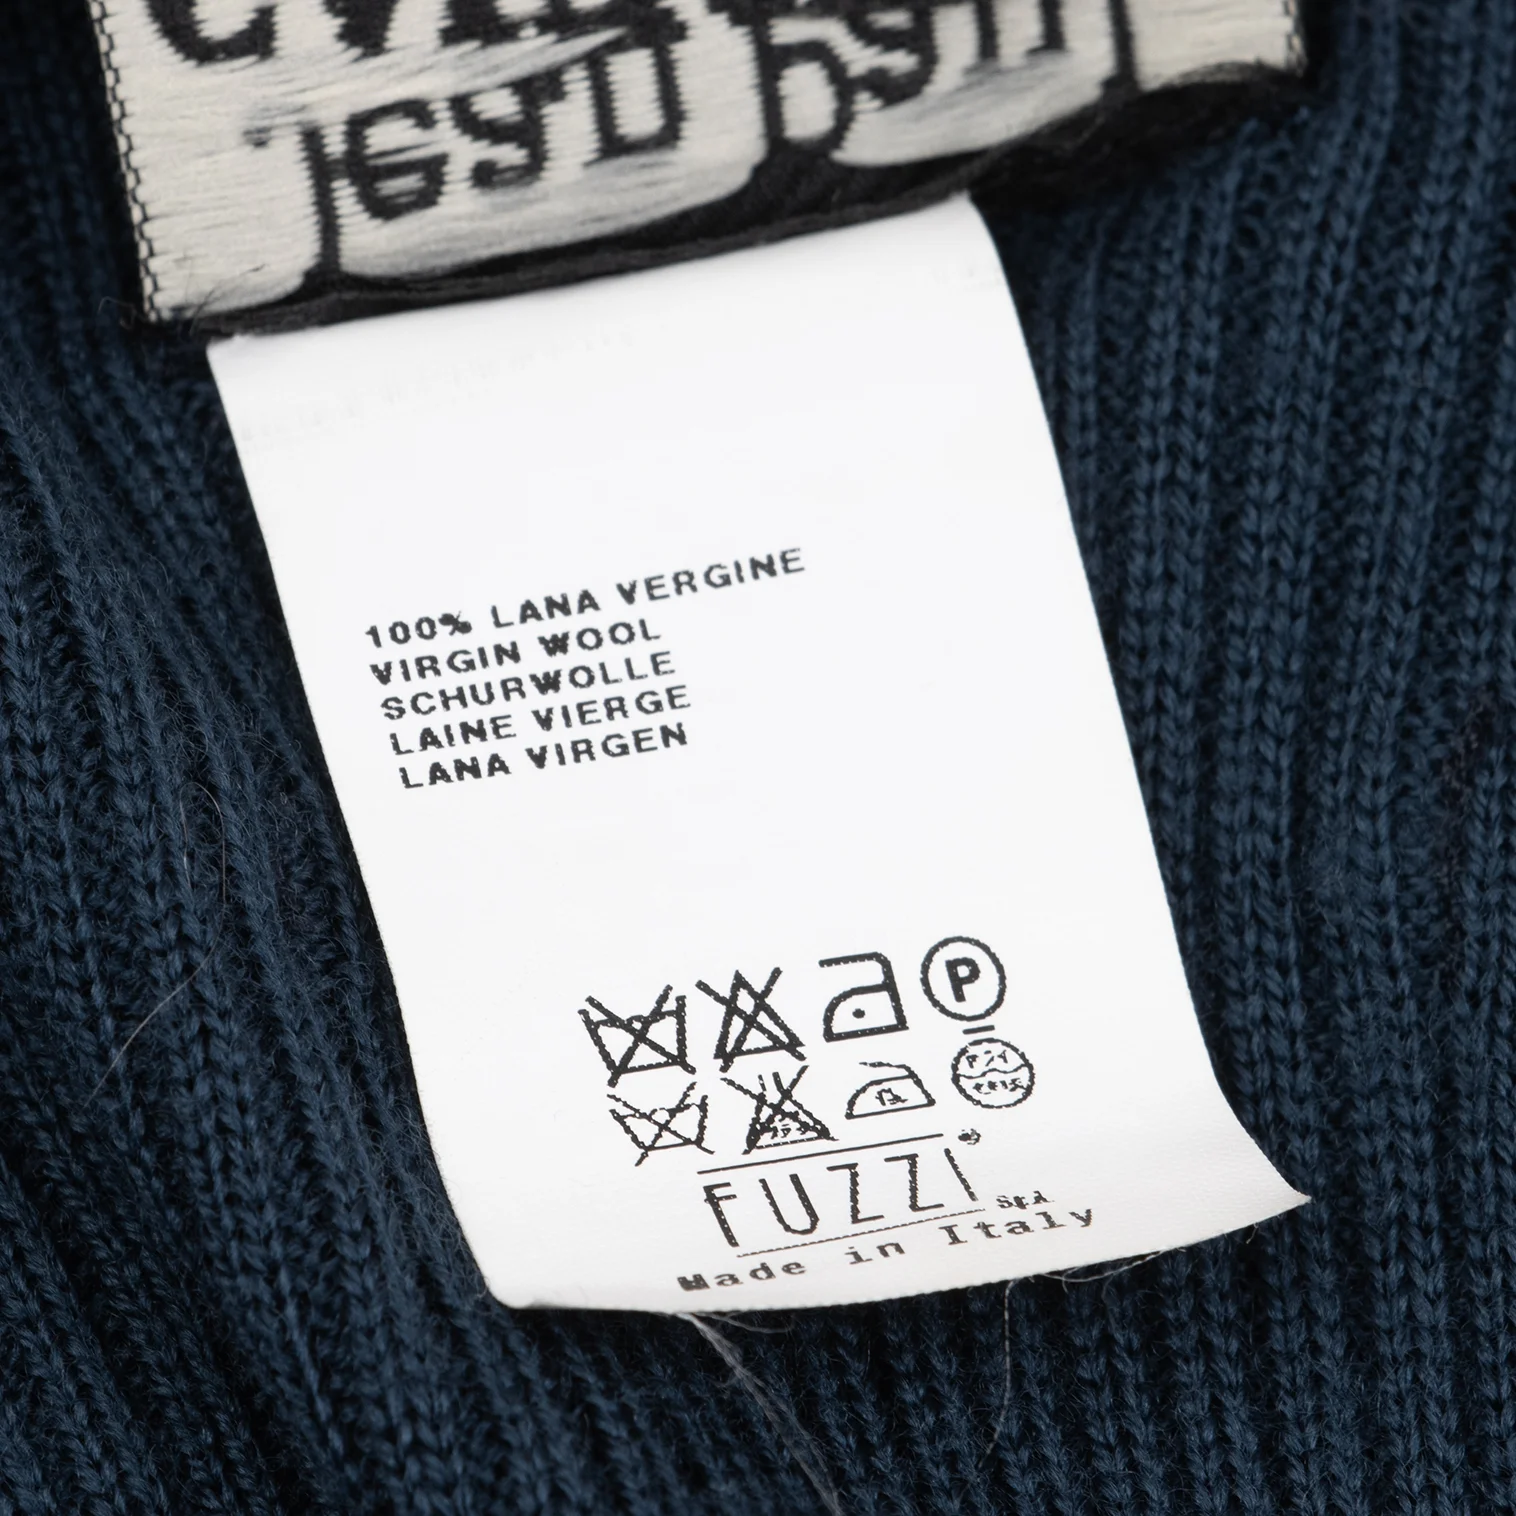 100% LANA VERGINE
VIRGIN WOOL
SCHURWOLLE
LAINE VIERGE
LANA VIRGEN
P
FUZZI SPA
Made in Italy